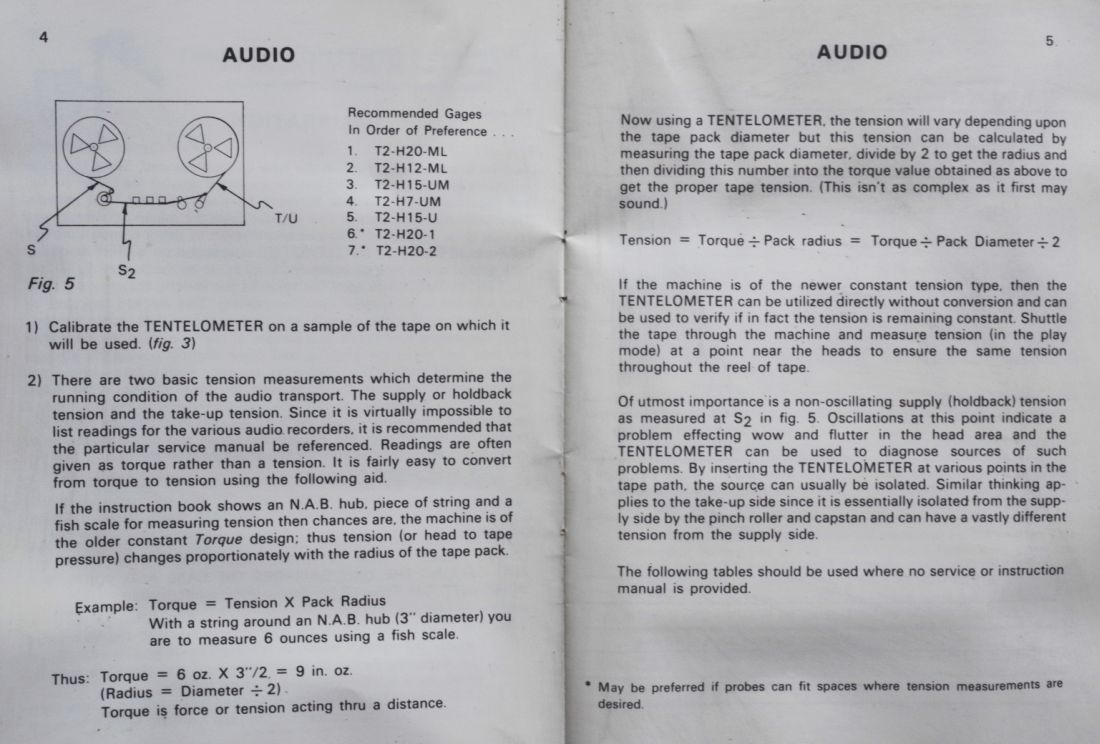 4
AUDIO
Recommended Gages
In Order of Preference . . .
1. T2-H20-ML
2. T2-H12-ML
3. T2-H15-UM
4. T2-H7-UM
5. T2-H15-U
6.* T2-H20-1
7.* T2-H20-2
T/U
S
S2
Fig. 5
1) Calibrate the TENTELOMETER on a sample of the tape on which it
will be used. (fig. 3)
2) There are two basic tension measurements which determine the
running condition of the audio transport. The supply or holdback
tension and the take-up tension. Since it is virtually impossible to
list readings for the various audio recorders, it is recommended that
the particular service manual be referenced. Readings are often
given as torque rather than a tension. It is fairly easy to convert
from torque to tension using the following aid.
If the instruction book shows an N.A.B. hub, piece of string and a
fish scale for measuring tension then chances are, the machine is of
the older constant Torque design; thus tension (or head to tape
pressure) changes proportionately with the radius of the tape pack.
Example: Torque = Tension X Pack Radius
With a string around an N.A.B. hub (3" diameter) you
are to measure 6 ounces using a fish scale.
Thus: Torque = 6 oz. X 3"/2. = 9 in. oz.
(Radius = Diameter ÷ 2)
Torque is force or tension acting thru a distance.
5
AUDIO
Now using a TENTELOMETER, the tension will vary depending upon
the tape pack diameter but this tension can be calculated by
measuring the tape pack diameter, divide by 2 to get the radius and
then dividing this number into the torque value obtained as above to
get the proper tape tension. (This isn't as complex as it first may
sound.)
Tension = Torque ÷ Pack radius = Torque ÷ Pack Diameter ÷ 2
If the machine is of the newer constant tension type, then the
TENTELOMETER can be utilized directly without conversion and can
be used to verify if in fact the tension is remaining constant. Shuttle
the tape through the machine and measure tension (in the play
mode) at a point near the heads to ensure the same tension
throughout the reel of tape.
Of utmost importance is a non-oscillating supply (holdback) tension
as measured at S2 in fig. 5. Oscillations at this point indicate a
problem effecting wow and flutter in the head area and the
TENTELOMETER can be used to diagnose sources of such
problems. By inserting the TENTELOMETER at various points in the
tape path, the source can usually be isolated. Similar thinking ap-
plies to the take-up side since it is essentially isolated from the supp-
ly side by the pinch roller and capstan and can have a vastly different
tension from the supply side.
The following tables should be used where no service or instruction
manual is provided.
* May be preferred if probes can fit spaces where tension measurements are
desired.